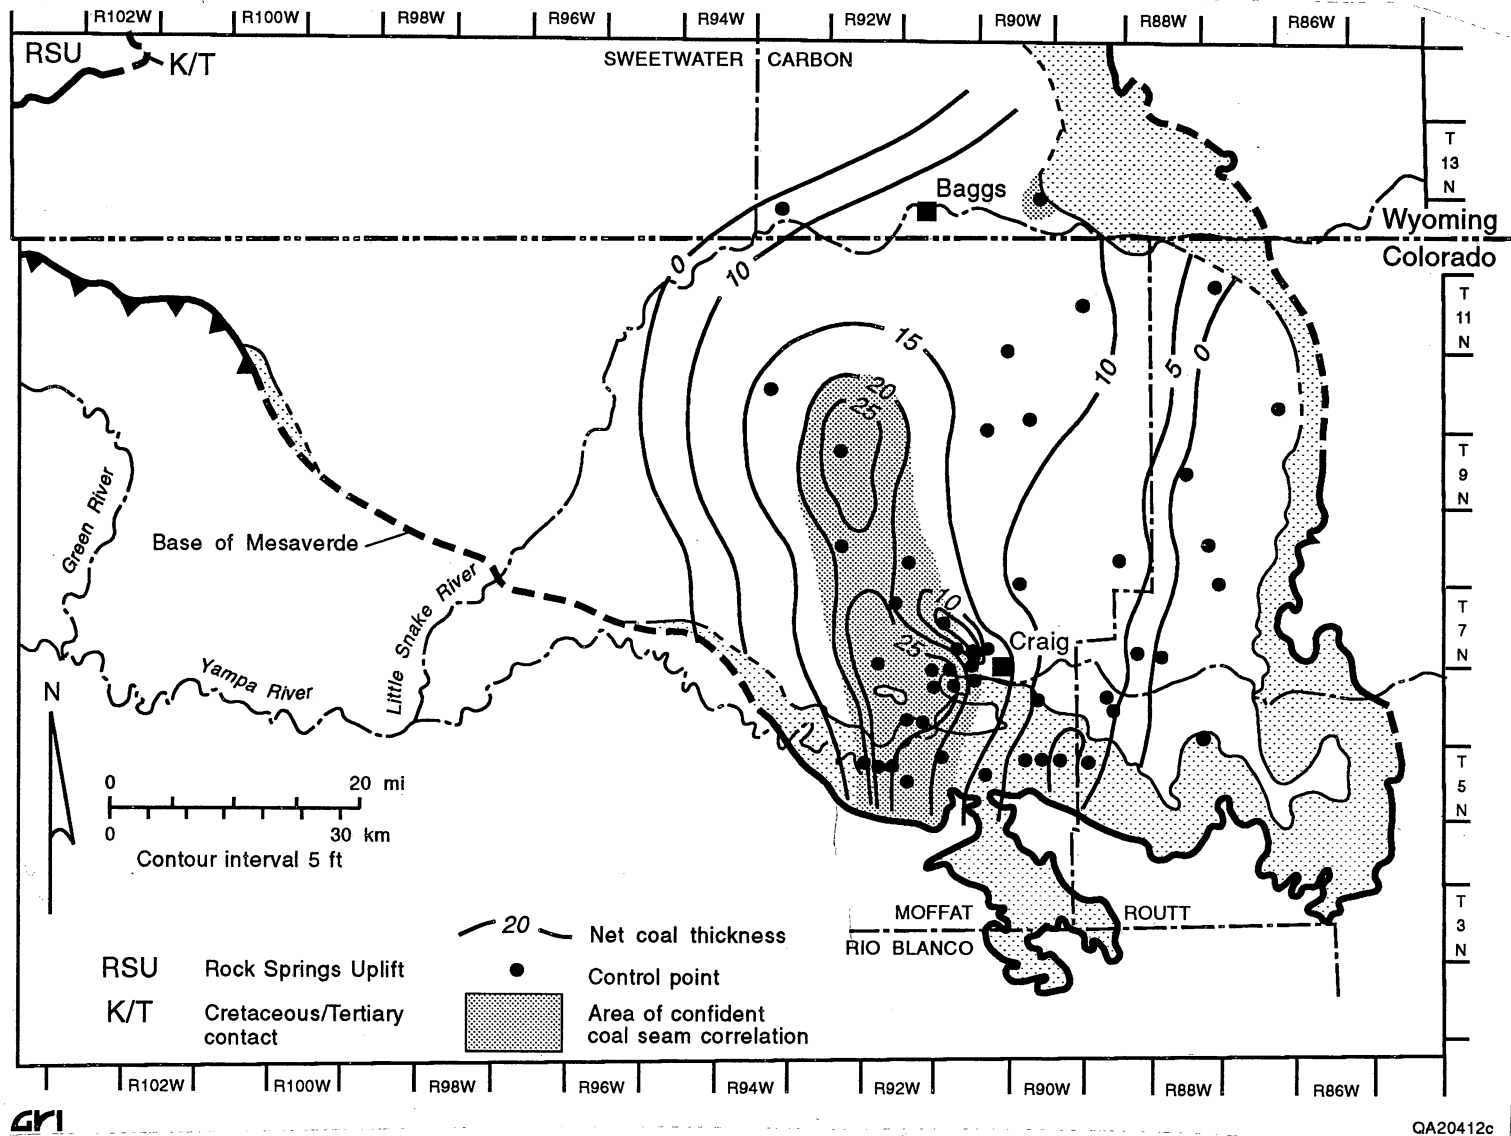 R102W R100W R98W R96W R94W R92W R90W R88W R86W
RSU
K/T
SWEETWATER CARBON
T
13
N
Baggs
Wyoming
Colorado
0
10
T
11
N
15
10
5
0
20
25
T
9
N
Green River
Base of Mesaverde
Little Snake River
10
T
7
N
Craig
25
Yampa River
N
0 20 mi
T
5
N
0 30 km
Contour interval 5 ft
T
3
N
MOFFAT ROUTT
RIO BLANCO
20 Net coal thickness
RSU Rock Springs Uplift
Control point
K/T Cretaceous/Tertiary
contact
Area of confident
coal seam correlation
R102W R100W R98W R96W R94W R92W R90W R88W R86W
GRI
QA20412c